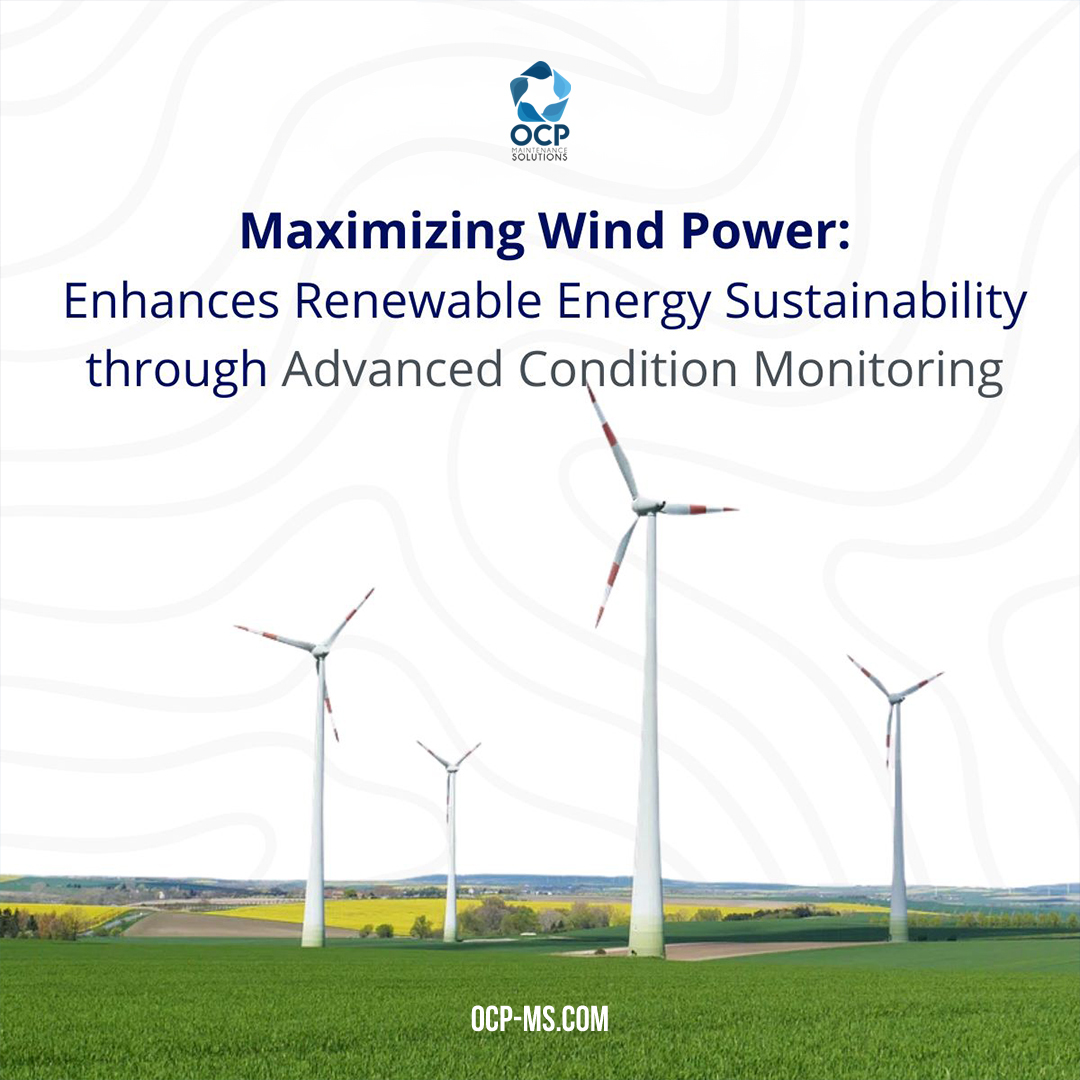 OCP
MAINTENANCE
SOLUTIONS
Maximizing Wind Power:
Enhances Renewable Energy Sustainability
through Advanced Condition Monitoring
OCP-MS.COM